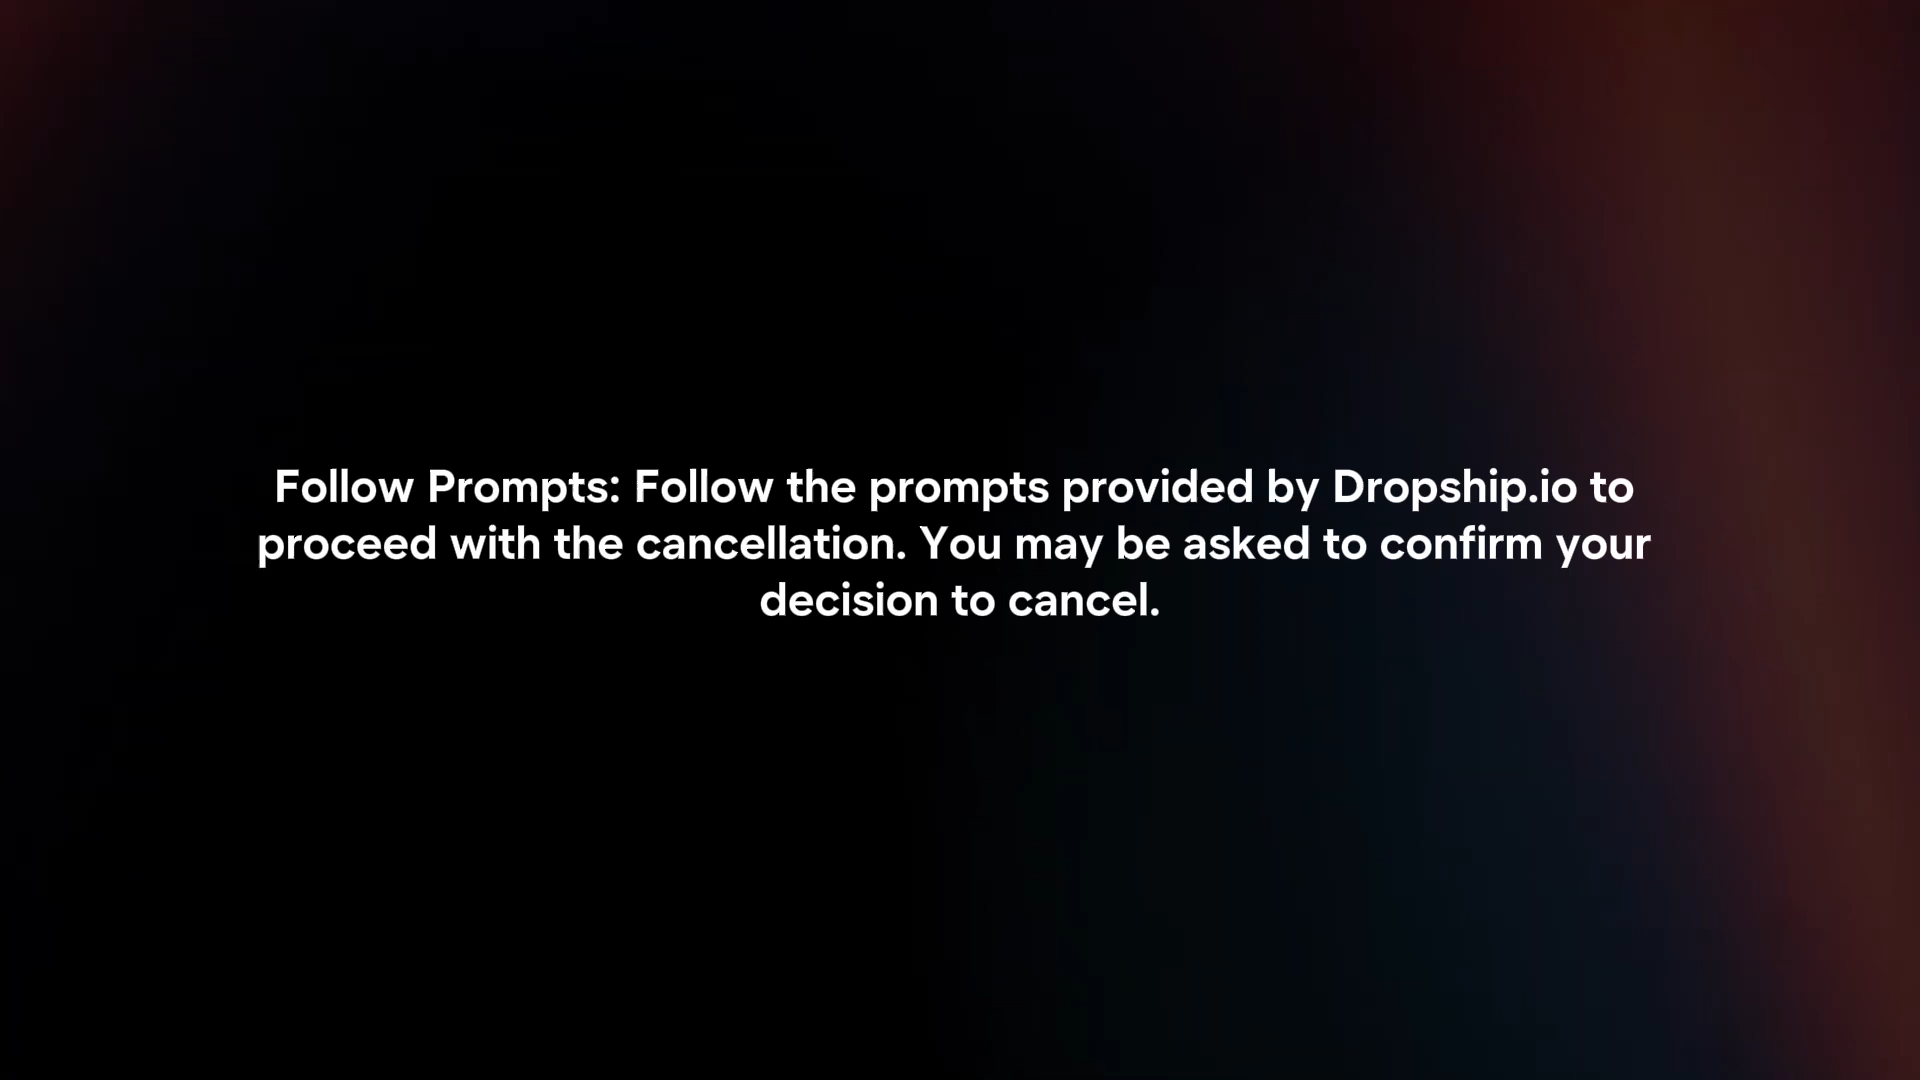 Follow Prompts: Follow the prompts provided by Dropship.io to
proceed with the cancellation. You may be asked to confirm your
decision to cancel.